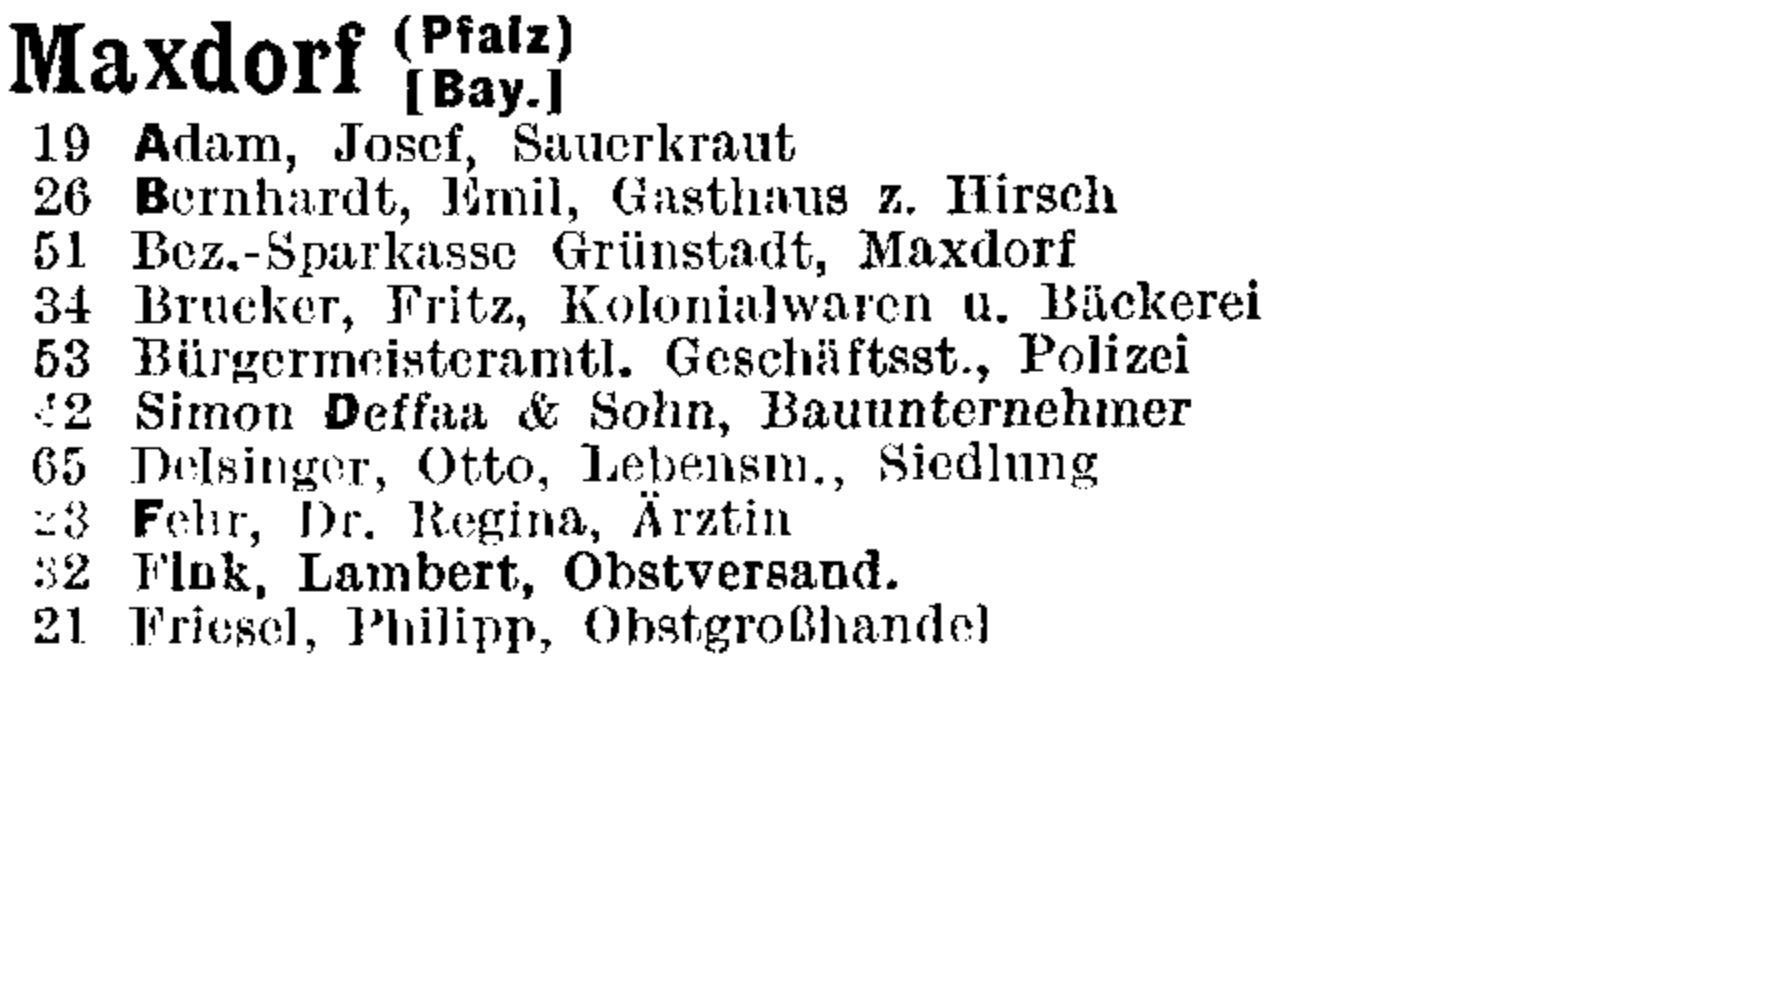 Maxdorf (Pfalz) [Bay.]
19 Adam, Josef, Sauerkraut
26 Bernhardt, Emil, Gasthaus z. Hirsch
51 Bez.-Sparkasse Grünstadt, Maxdorf
34 Brucker, Fritz, Kolonialwaren u. Bäckerei
53 Bürgermeisteramtl. Geschäftsst., Polizei
42 Simon Deffaa & Sohn, Bauunternehmer
65 Delsinger, Otto, Lebensm., Siedlung
23 Fehr, Dr. Regina, Ärztin
32 Fink, Lambert, Obstversand.
21 Friesel, Philipp, Obstgroßhandel